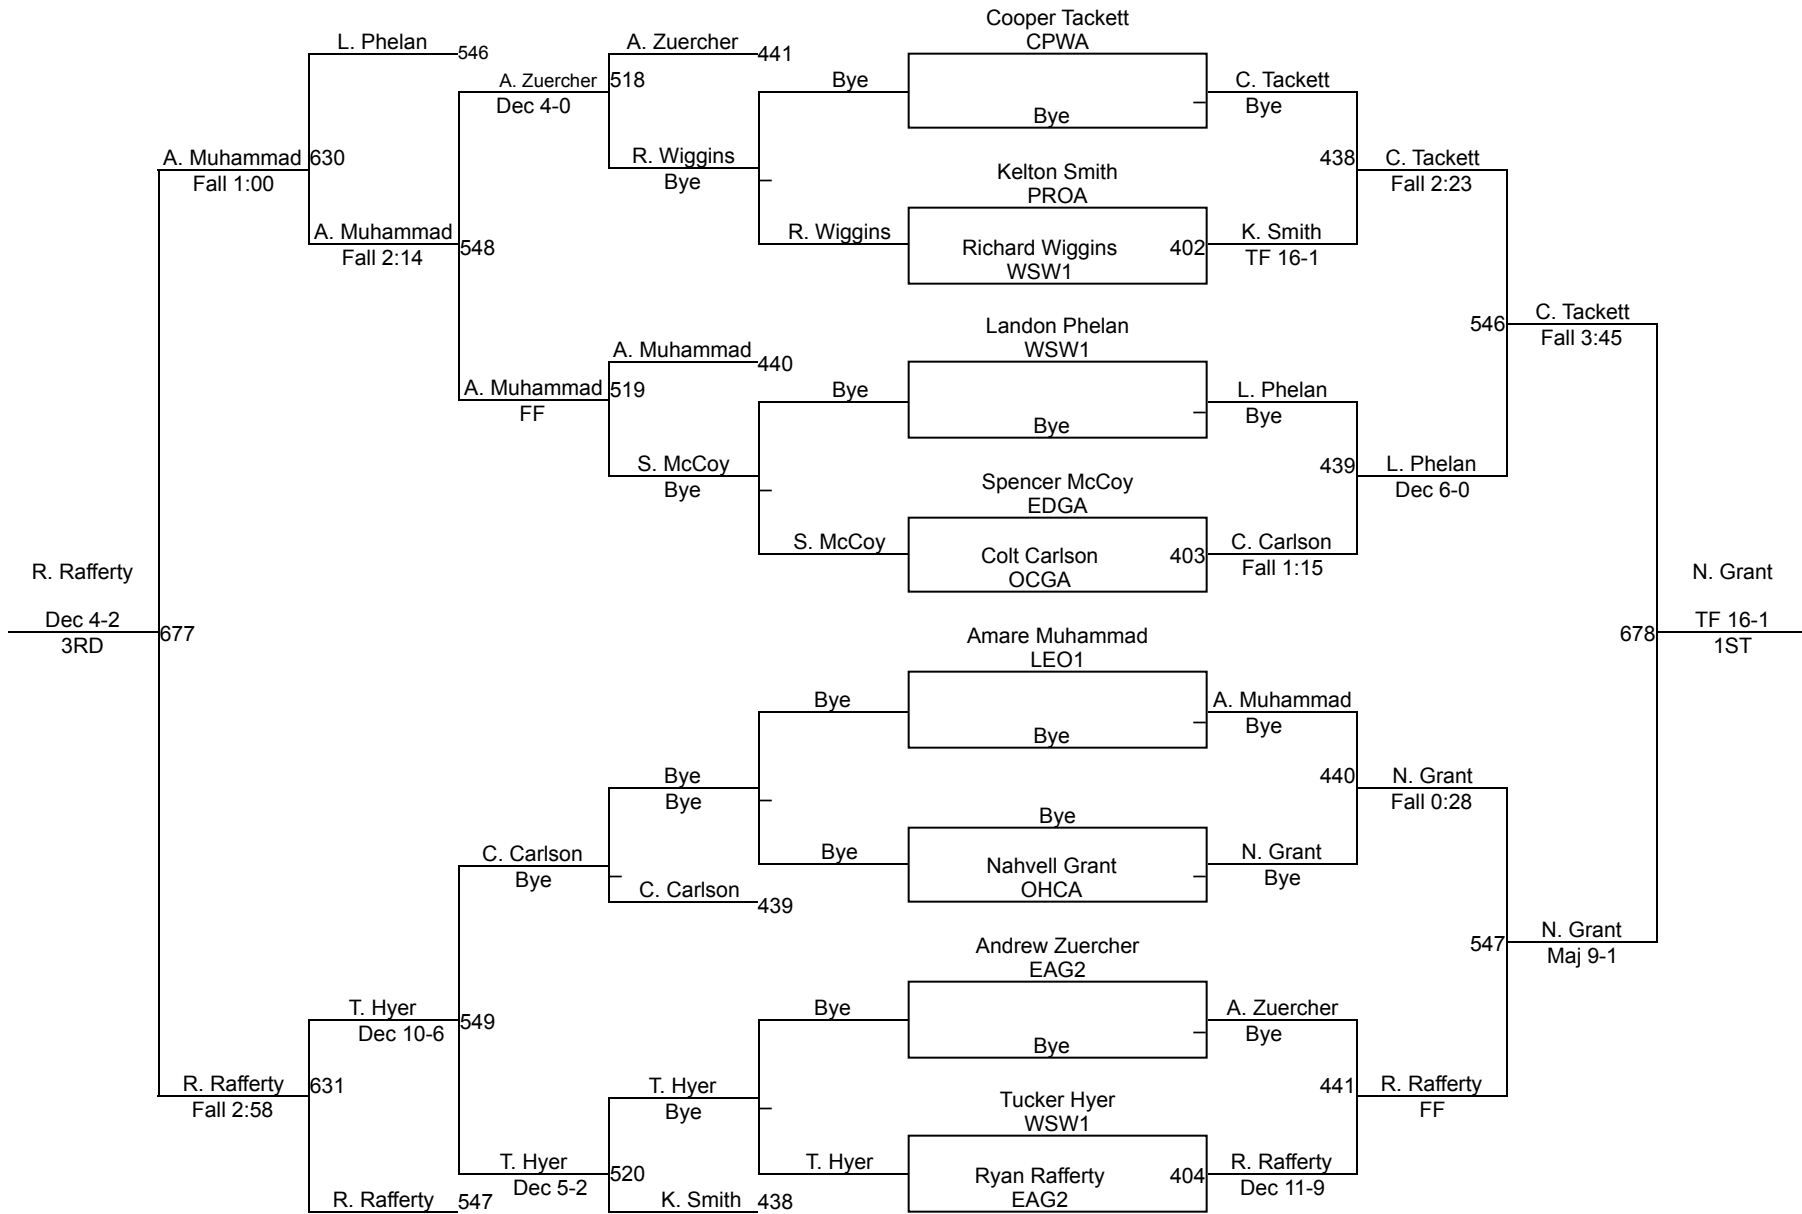 Cooper Tackett
CPWA
L. Phelan 546
A. Zuercher 441
A. Zuercher 518
Dec 4-0
Bye
C. Tackett
Bye
Bye
A. Muhammad 630
Fall 1:00
R. Wiggins
Bye
438
C. Tackett
Fall 2:23
Kelton Smith
PROA
A. Muhammad 548
Fall 2:14
R. Wiggins
Richard Wiggins 402
WSW1
K. Smith
TF 16-1
Landon Phelan
WSW1
546
C. Tackett
Fall 3:45
A. Muhammad 440
A. Muhammad 519
FF
Bye
L. Phelan
Bye
Bye
S. McCoy
Bye
439
L. Phelan
Dec 6-0
Spencer McCoy
EDGA
S. McCoy
Colt Carlson 403
OCGA
C. Carlson
Fall 1:15
R. Rafferty
N. Grant
Dec 4-2
3RD
677
678
TF 16-1
1ST
Amare Muhammad
LEO1
Bye
A. Muhammad
Bye
Bye
Bye
Bye
440
N. Grant
Fall 0:28
Bye
C. Carlson
Bye
Bye
Nahvell Grant
OHCA
N. Grant
Bye
C. Carlson 439
547
N. Grant
Maj 9-1
Andrew Zuercher
EAG2
T. Hyer 549
Dec 10-6
Bye
A. Zuercher
Bye
Bye
R. Rafferty 631
Fall 2:58
T. Hyer
Bye
441
R. Rafferty
FF
Tucker Hyer
WSW1
T. Hyer 520
Dec 5-2
T. Hyer
Ryan Rafferty 404
EAG2
R. Rafferty
Dec 11-9
R. Rafferty 547
K. Smith 438